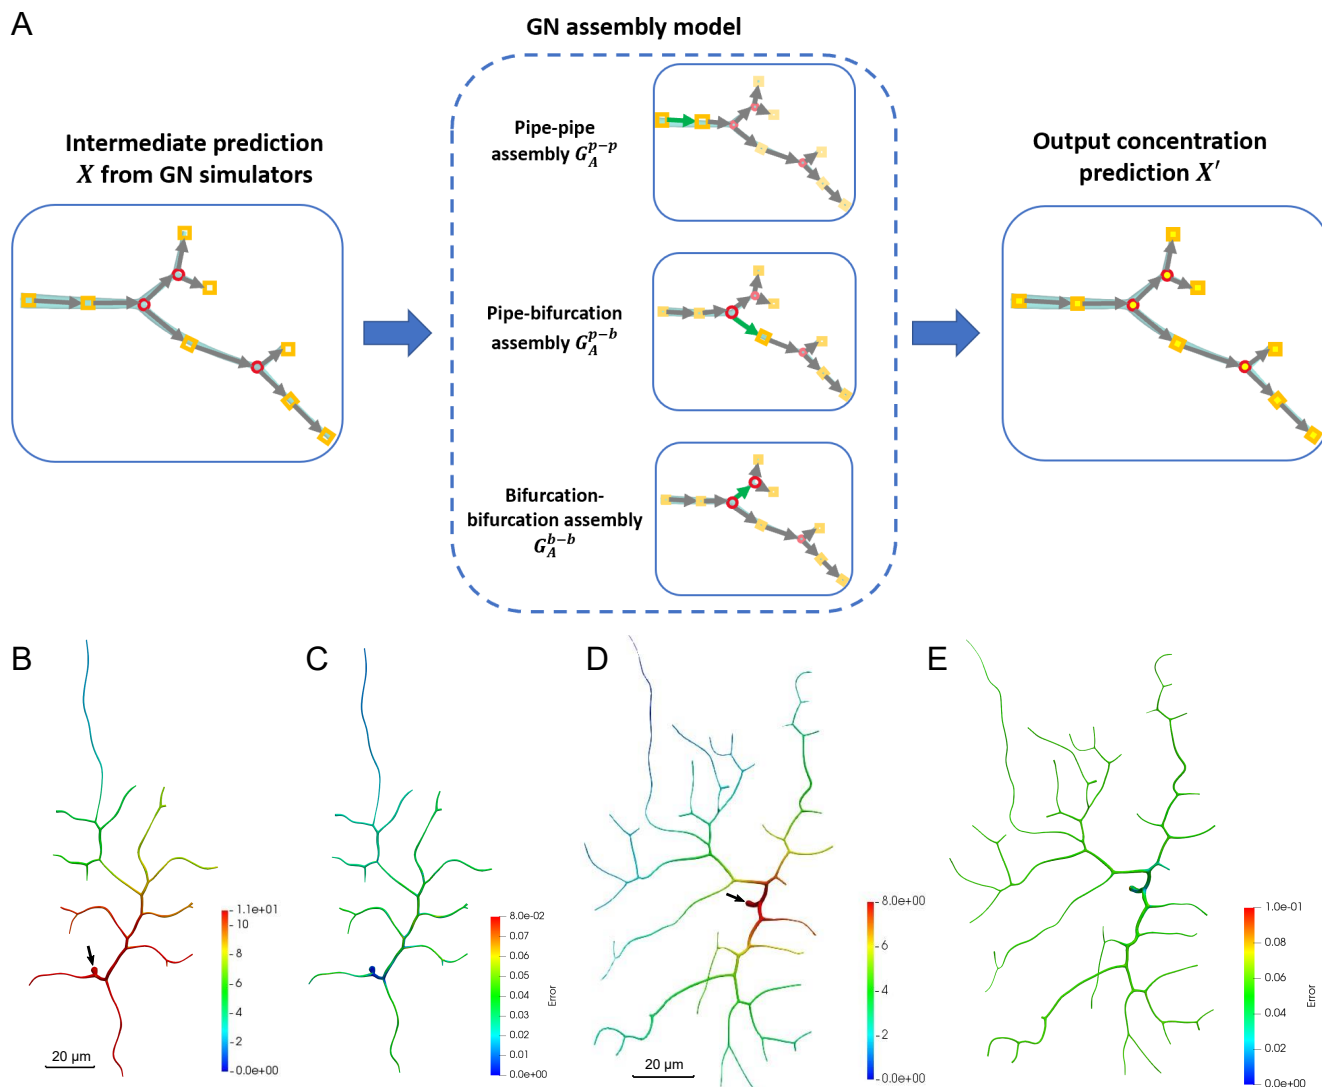 A
GN assembly model
Intermediate prediction
X from GN simulators
Pipe-pipe
assembly G_A^{p-p}
Pipe-bifurcation
assembly G_A^{p-b}
Bifurcation-
bifurcation assembly
G_A^{b-b}
Output concentration
prediction X′
B
1.1e+01
10
8
6
4
2
0.0e+00
20 μm
C
8.0e-02
0.07
0.06
0.05
0.04
0.03
0.02
0.01
0.0e+00
Error
D
8.0e+00
6
4
2
0.0e+00
20 μm
E
1.0e-01
0.08
0.06
0.04
0.02
0.0e+00
Error